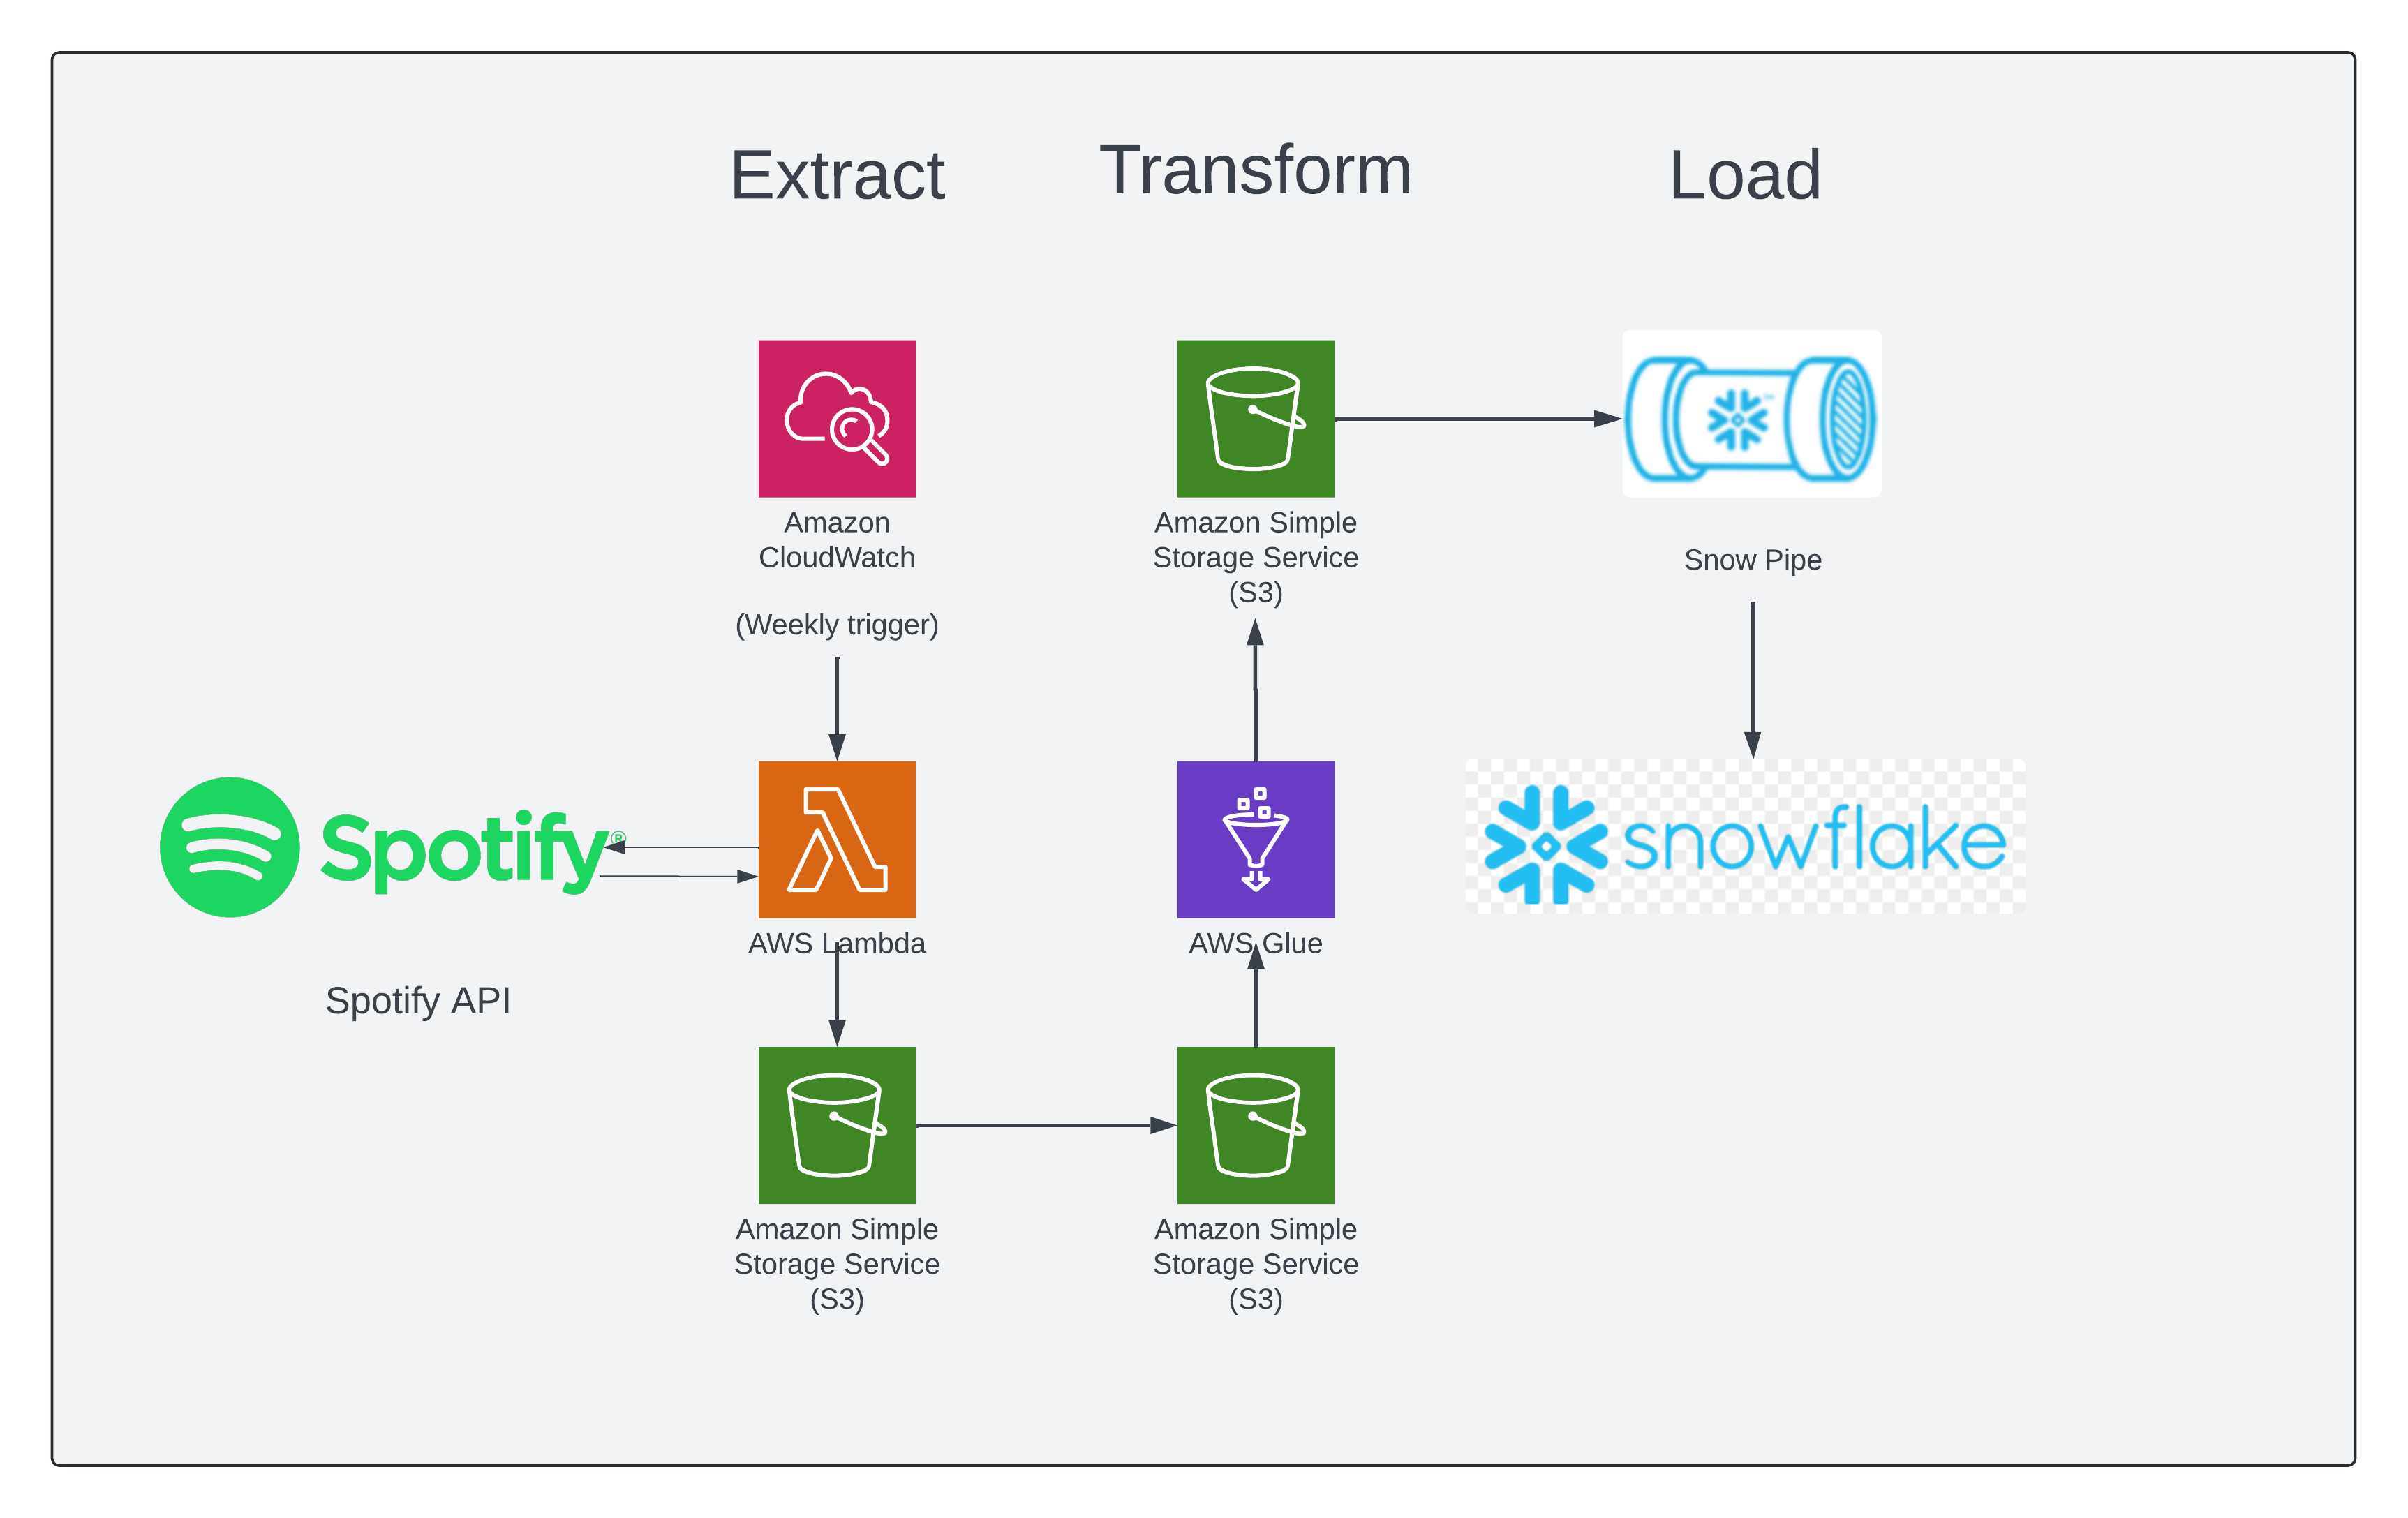 Extract
Transform
Load
Amazon
CloudWatch
(Weekly trigger)
Amazon Simple
Storage Service
(S3)
Snow Pipe
Spotify®
Spotify API
AWS Lambda
AWS Glue
snowflake
Amazon Simple
Storage Service
(S3)
Amazon Simple
Storage Service
(S3)